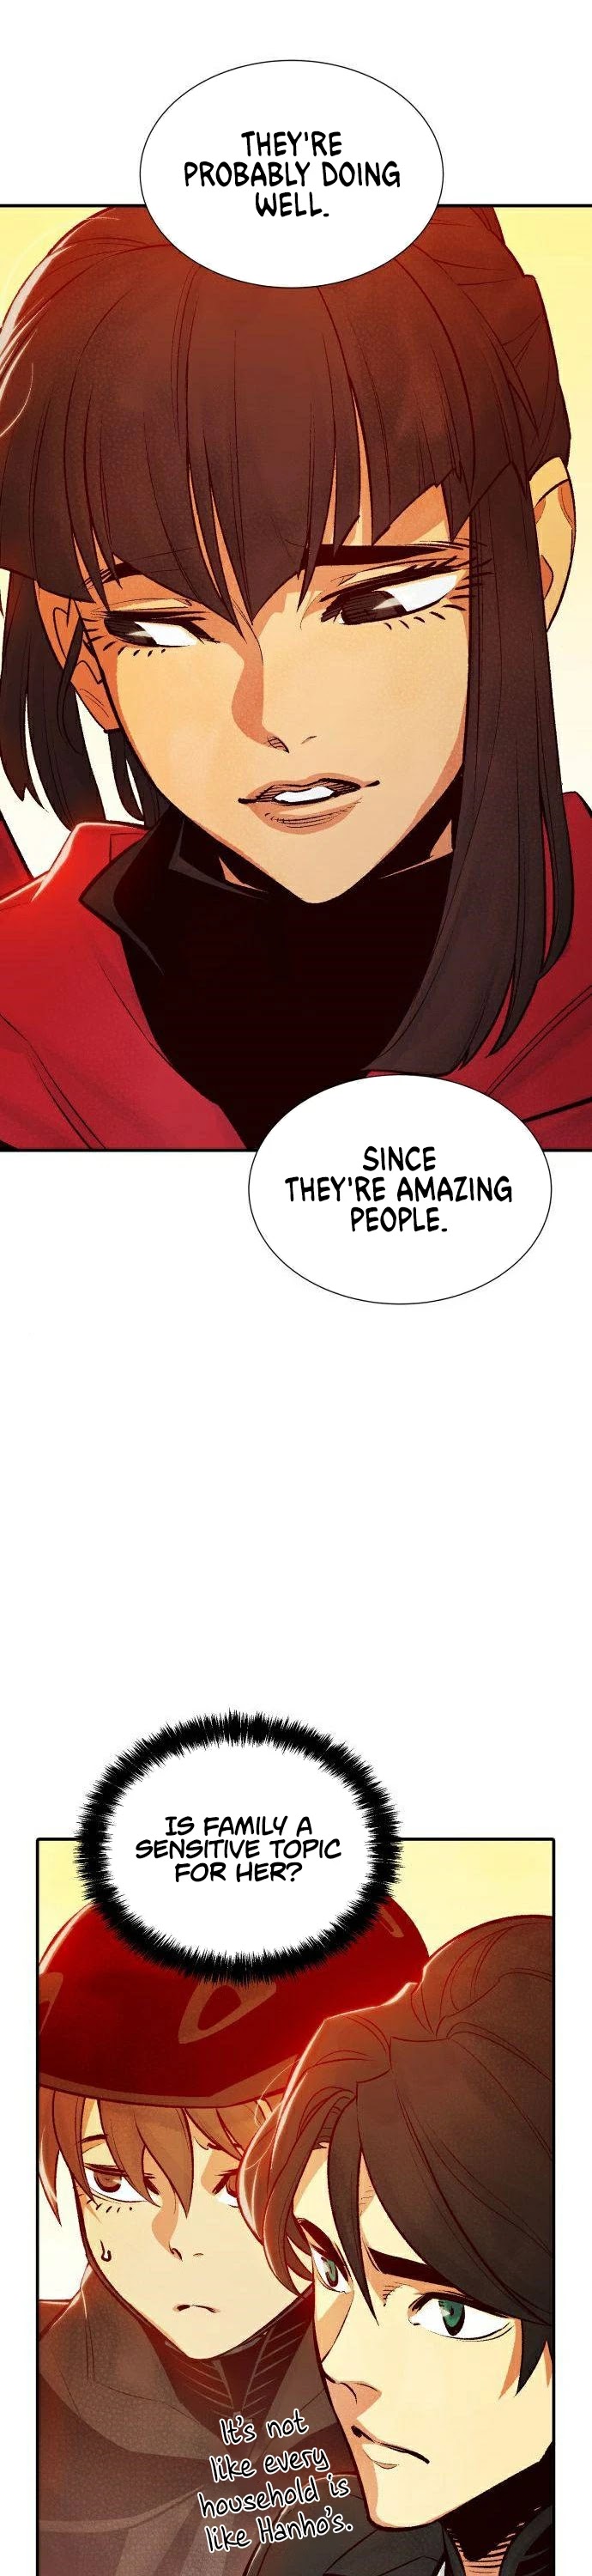 THEY'RE
PROBABLY DOING
WELL.
SINCE
THEY'RE AMAZING
PEOPLE.
IS FAMILY A
SENSITIVE TOPIC
FOR HER?
It's not
like every
household is
like Hanho's.